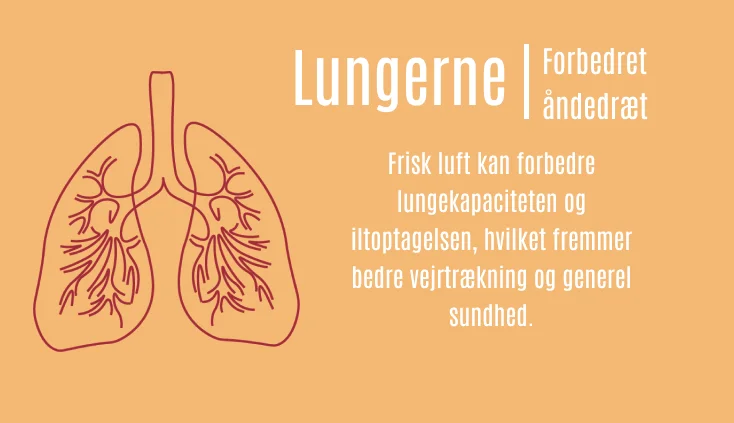 Lungerne
Forbedret
åndedræt
Frisk luft kan forbedre
lungekapaciteten og
iltoptagelsen, hvilket fremmer
bedre vejrtrækning og generel
sundhed.